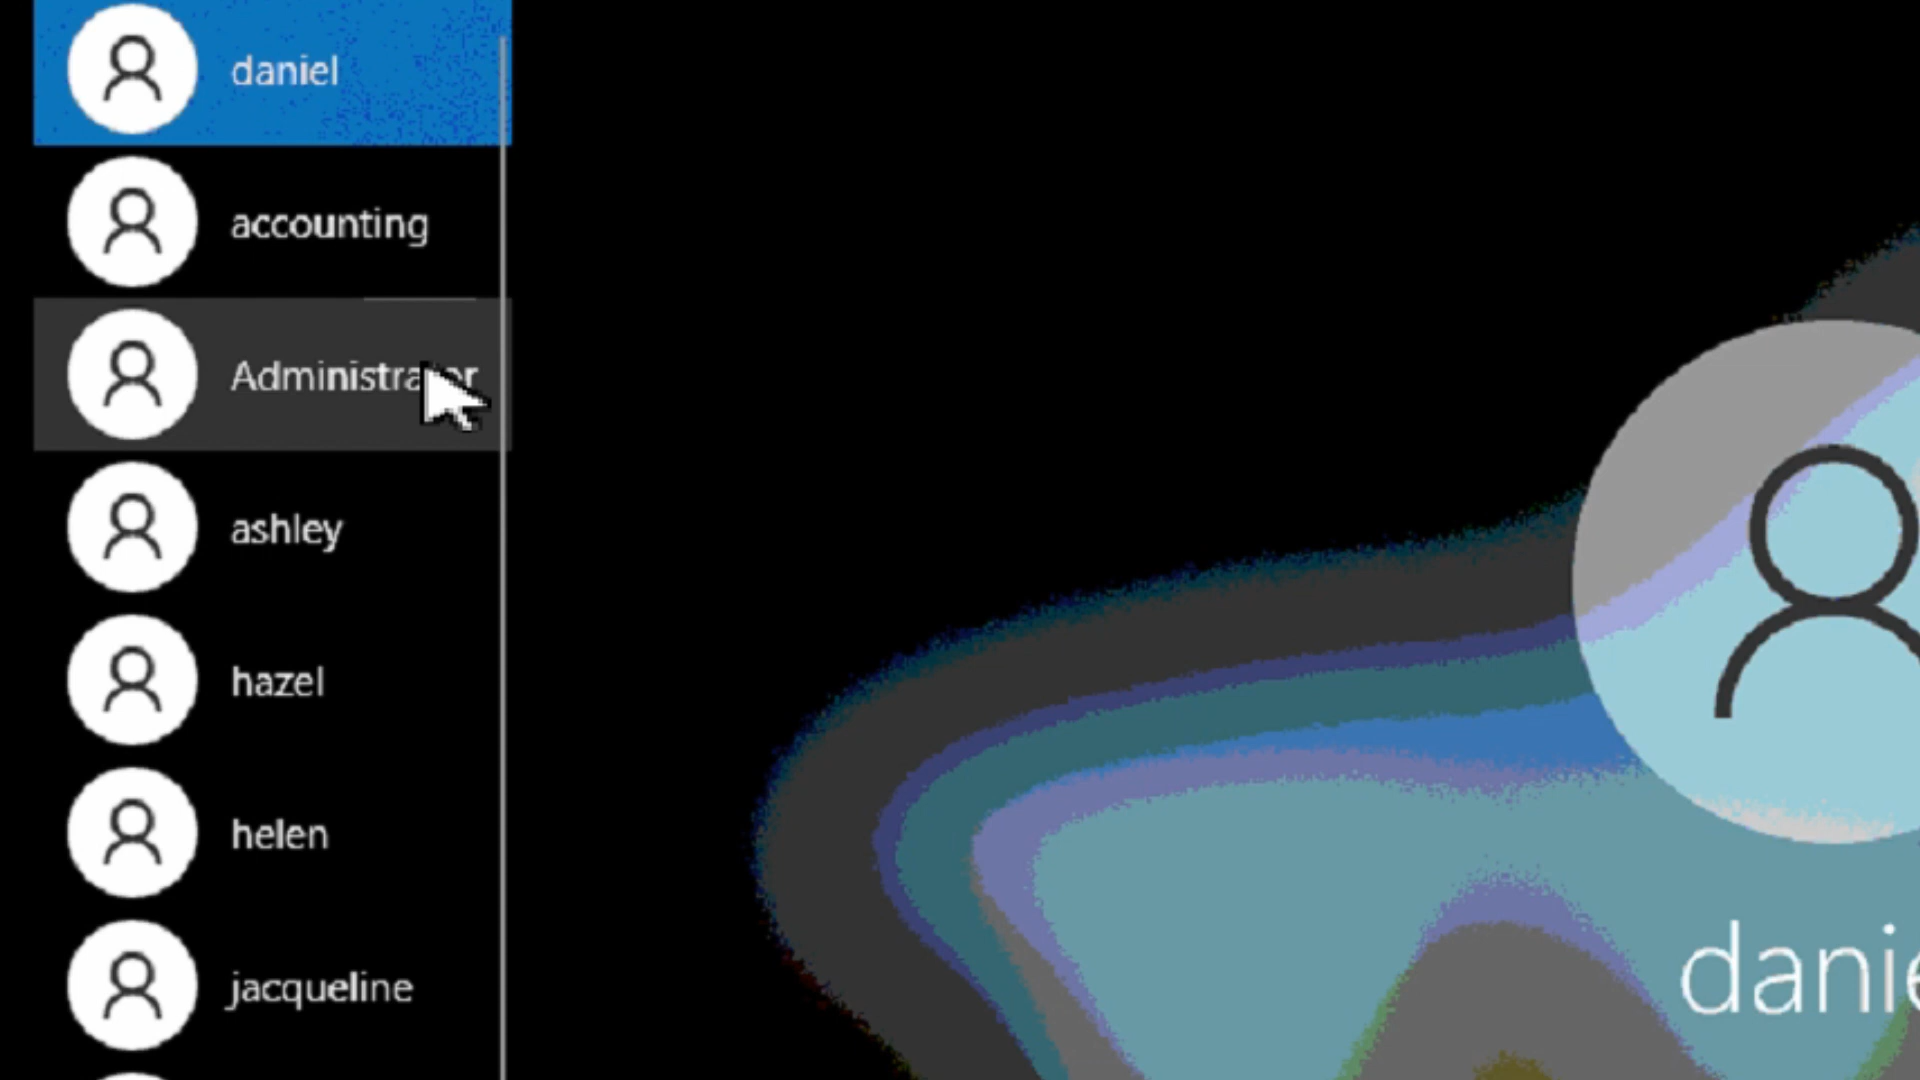 daniel
accounting
Administrator
ashley
hazel
helen
jacqueline
danie